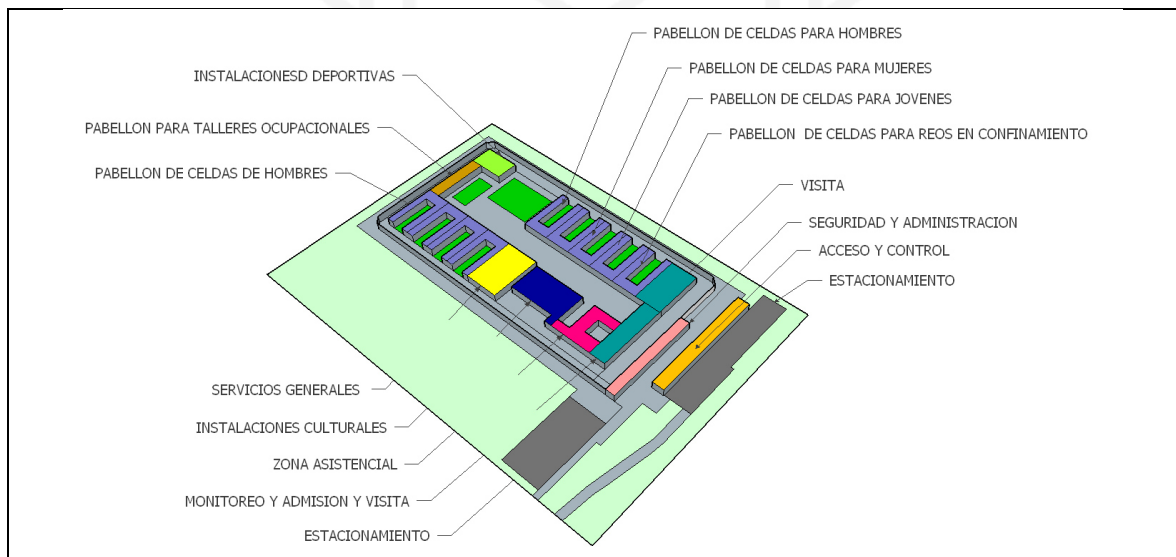 PABELLON DE CELDAS PARA HOMBRES
INSTALACIONESD DEPORTIVAS
PABELLON DE CELDAS PARA MUJERES
PABELLON DE CELDAS PARA JOVENES
PABELLON PARA TALLERES OCUPACIONALES
PABELLON DE CELDAS PARA REOS EN CONFINAMIENTO
PABELLON DE CELDAS DE HOMBRES
VISITA
SEGURIDAD Y ADMINISTRACION
ACCESO Y CONTROL
ESTACIONAMIENTO
SERVICIOS GENERALES
INSTALACIONES CULTURALES
ZONA ASISTENCIAL
MONITOREO Y ADMISION Y VISITA
ESTACIONAMIENTO